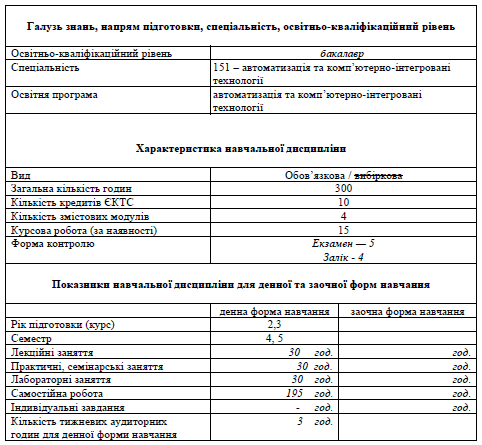 Галузь знань, напрям підготовки, спеціальність, освітньо-кваліфікаційний рівень
Освітньо-кваліфікаційний рівень бакалавр
Спеціальність 151 – автоматизація та комп’ютерно-інтегровані
технології
Освітня програма автоматизація та комп’ютерно-інтегровані
технології
Характеристика навчальної дисципліни
Вид Обов’язкова / вибіркова
Загальна кількість годин 300
Кількість кредитів ЄКТС 10
Кількість змістових модулів 4
Курсова робота (за наявності) 15
Форма контролю Екзамен — 5
Залік - 4
Показники навчальної дисципліни для денної та заочної форм навчання
денна форма навчання заочна форма навчання
Рік підготовки (курс) 2,3
Семестр 4, 5
Лекційні заняття 30 год. год.
Практичні, семінарські заняття 30 год. год.
Лабораторні заняття 30 год. год.
Самостійна робота 195 год. год.
Індивідуальні завдання - год. год.
Кількість тижневих аудиторних 3 год.
годин для денної форми навчання